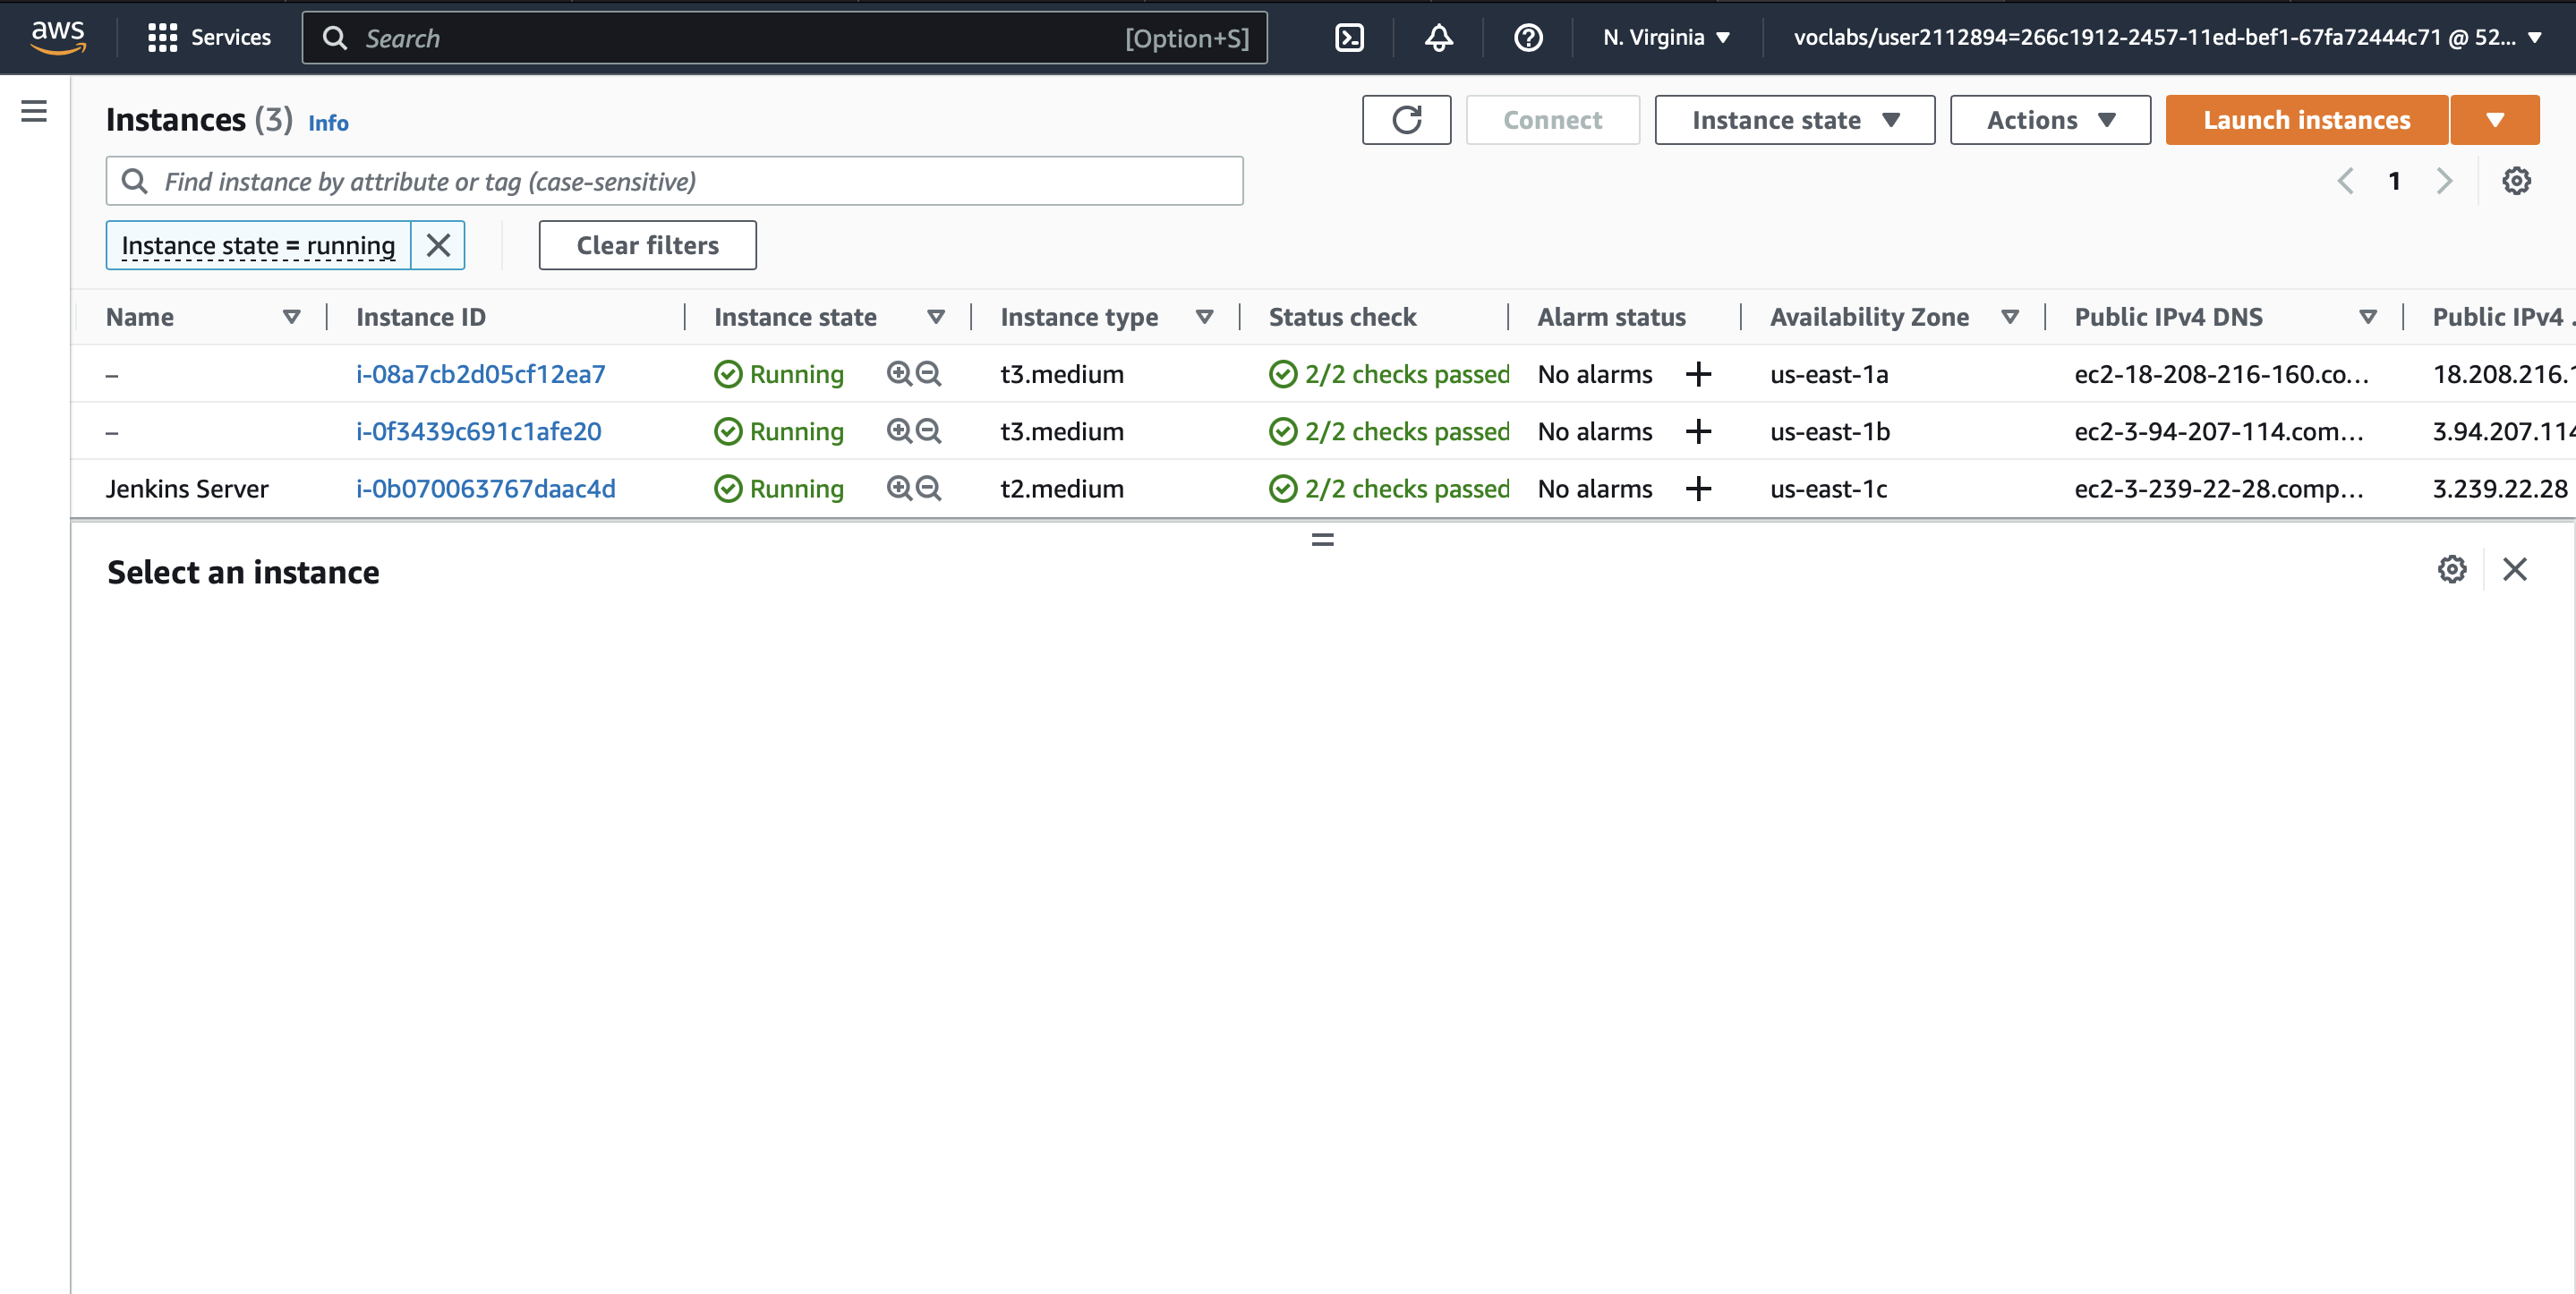 aws Services Search [Option+S] N. Virginia voclabs/user2112894=266c1912-2457-11ed-bef1-67fa72444c71 @ 52...
Instances (3) Info Connect Instance state Actions Launch instances
Find instance by attribute or tag (case-sensitive) 1
Instance state = running Clear filters
Name Instance ID Instance state Instance type Status check Alarm status Availability Zone Public IPv4 DNS Public IPv4 .
– i-08a7cb2d05cf12ea7 Running t3.medium 2/2 checks passed No alarms + us-east-1a ec2-18-208-216-160.co... 18.208.216.1
– i-0f3439c691c1afe20 Running t3.medium 2/2 checks passed No alarms + us-east-1b ec2-3-94-207-114.com... 3.94.207.114
Jenkins Server i-0b070063767daac4d Running t2.medium 2/2 checks passed No alarms + us-east-1c ec2-3-239-22-28.comp... 3.239.22.28
Select an instance